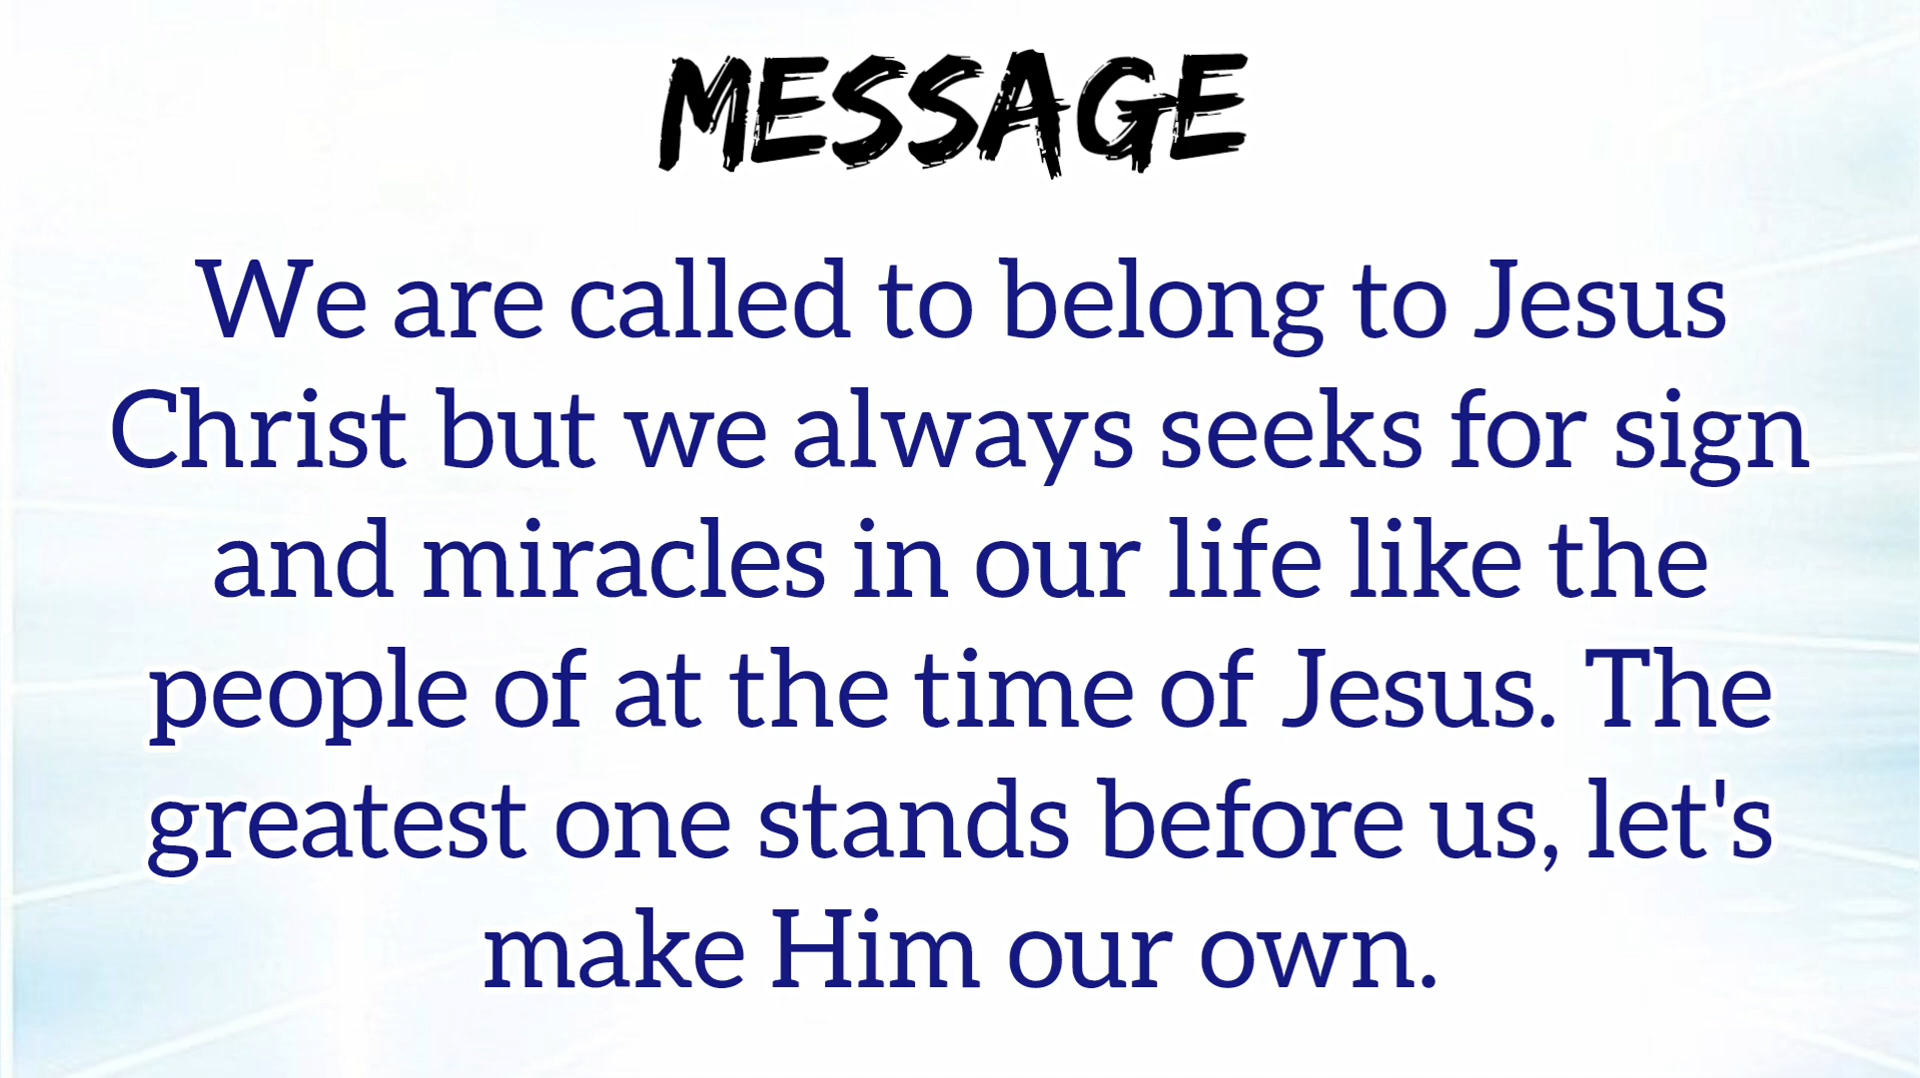 MESSAGE
We are called to belong to Jesus
Christ but we always seeks for sign
and miracles in our life like the
people of at the time of Jesus. The
greatest one stands before us, let's
make Him our own.